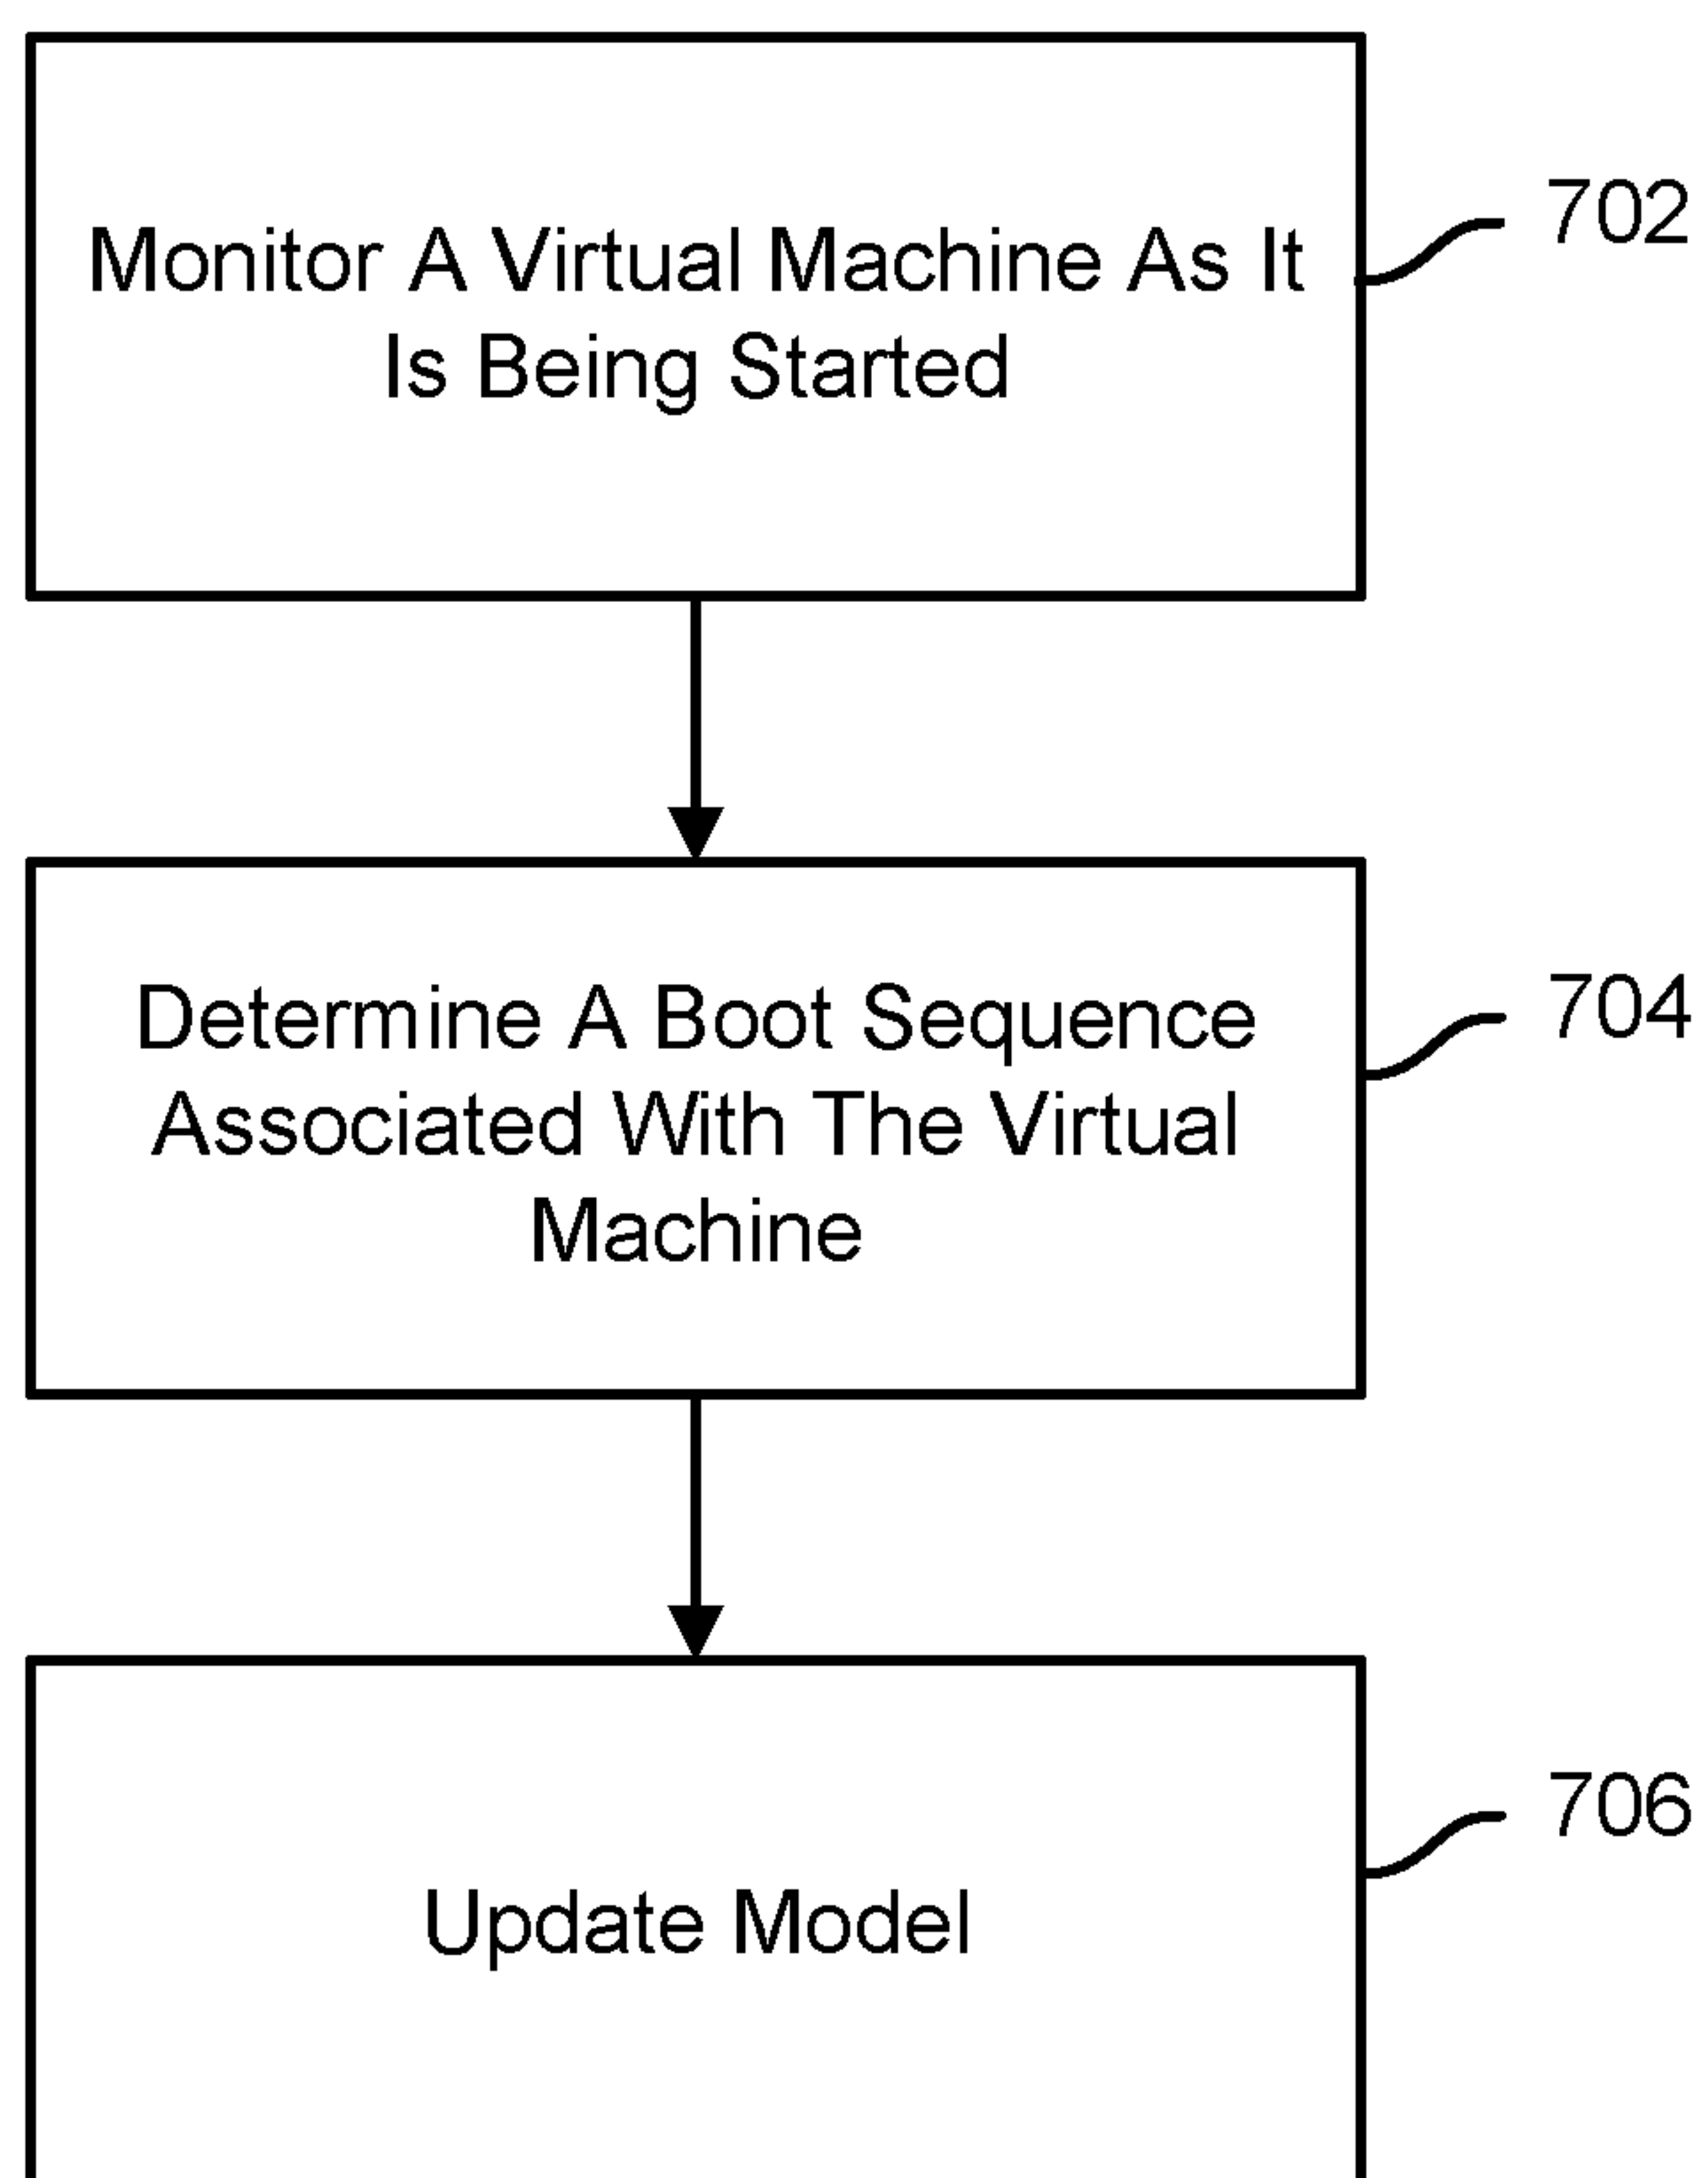 Monitor A Virtual Machine As It
Is Being Started
702
Determine A Boot Sequence
Associated With The Virtual
Machine
704
Update Model
706